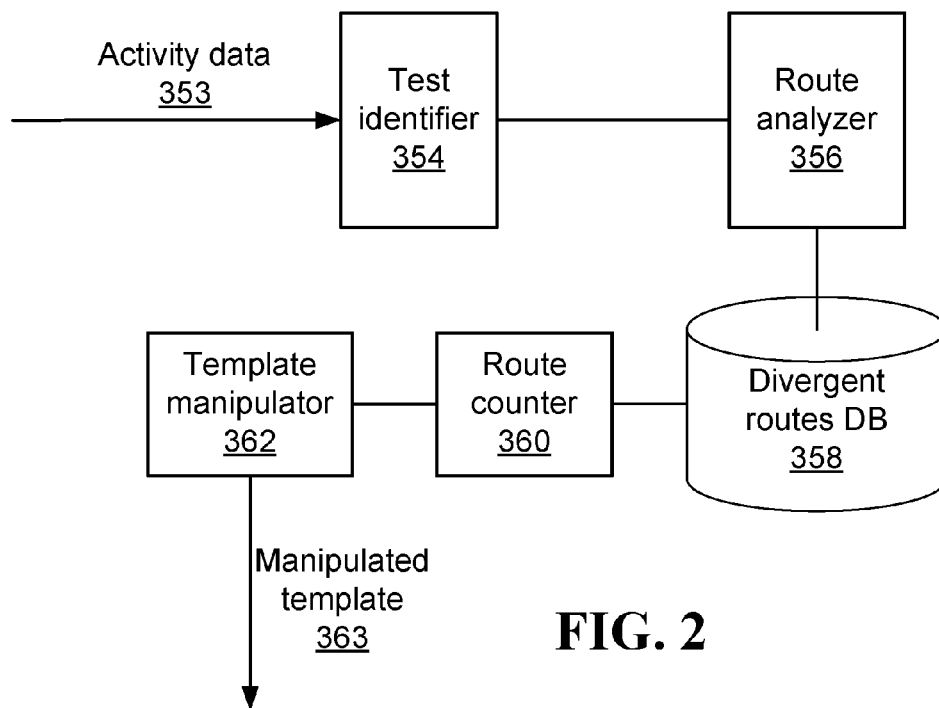 Activity data
353
Test
identifier
354
Route
analyzer
356
Template
manipulator
362
Route
counter
360
Divergent
routes DB
358
Manipulated
template
363
FIG. 2